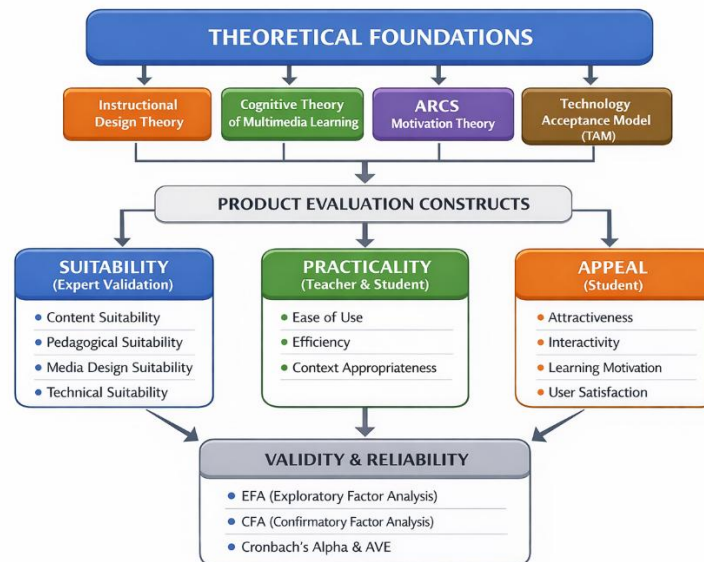 THEORETICAL FOUNDATIONS
Instructional
Design Theory
Cognitive Theory
of Multimedia Learning
ARCS
Motivation Theory
Technology
Acceptance Model
(TAM)
PRODUCT EVALUATION CONSTRUCTS
SUITABILITY
(Expert Validation)
• Content Suitability
• Pedagogical Suitability
• Media Design Suitability
• Technical Suitability
PRACTICALITY
(Teacher & Student)
• Ease of Use
• Efficiency
• Context Appropriateness
APPEAL
(Student)
• Attractiveness
• Interactivity
• Learning Motivation
• User Satisfaction
VALIDITY & RELIABILITY
• EFA (Exploratory Factor Analysis)
• CFA (Confirmatory Factor Analysis)
• Cronbach's Alpha & AVE